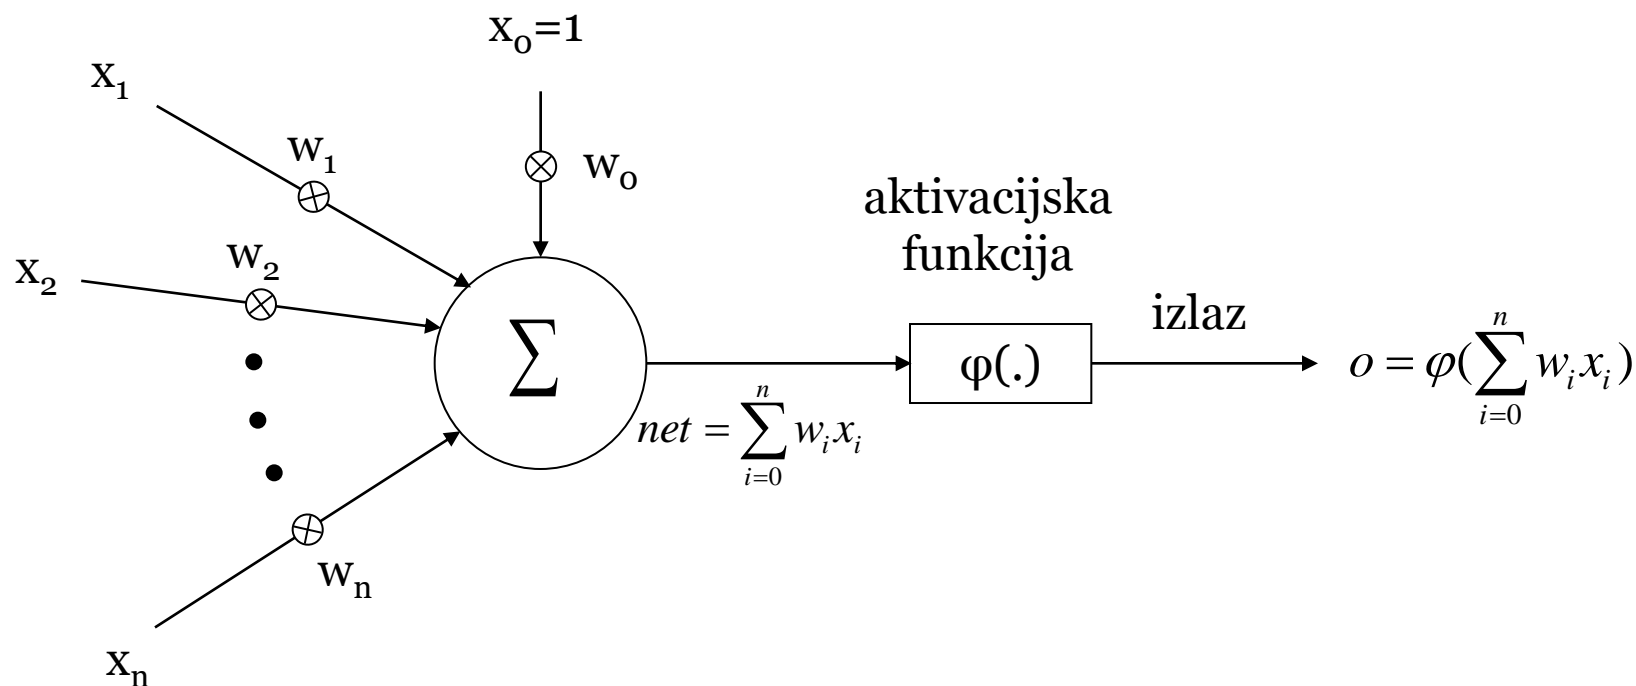 x₀=1
x₁
w₁
w₀
aktivacijska
funkcija
x₂
w₂
∑
φ(.)
izlaz
o = φ(∑ᵢ₌₀ⁿ wᵢxᵢ)
net = ∑ᵢ₌₀ⁿ wᵢxᵢ
wₙ
xₙ